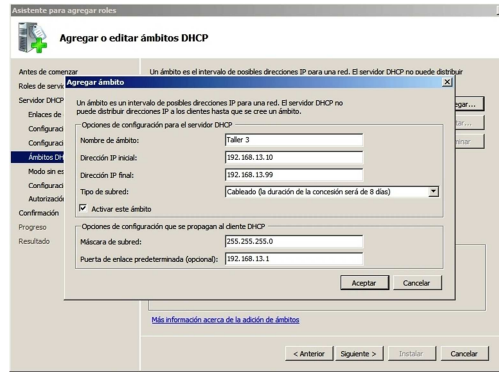 Asistente para agregar roles
Agregar o editar ámbitos DHCP
Antes de comenzar
Un ámbito es el intervalo de posibles direcciones IP para una red. El servidor DHCP no puede distribuir
Roles de servi
Servidor DHCP
Enlaces de
Configuraci
Configuraci
Ámbitos DH
Modo sin es
Configuraci
Autorizació
Confirmación
Progreso
Resultado
egar...
tar...
minar
Agregar ámbito
Un ámbito es un intervalo de posibles direcciones IP para una red. El servidor DHCP no
puede distribuir direcciones IP a los clientes hasta que se cree un ámbito.
Opciones de configuración para el servidor DHCP
Nombre de ámbito: Taller 3
Dirección IP inicial: 192.168.13.10
Dirección IP final: 192.168.13.99
Tipo de subred: Cableado (la duración de la concesión será de 8 días)
Activar este ámbito
Opciones de configuración que se propagan al cliente DHCP
Máscara de subred: 255.255.255.0
Puerta de enlace predeterminada (opcional): 192.168.13.1
Aceptar Cancelar
Más información acerca de la adición de ámbitos
< Anterior Siguiente > Instalar Cancelar